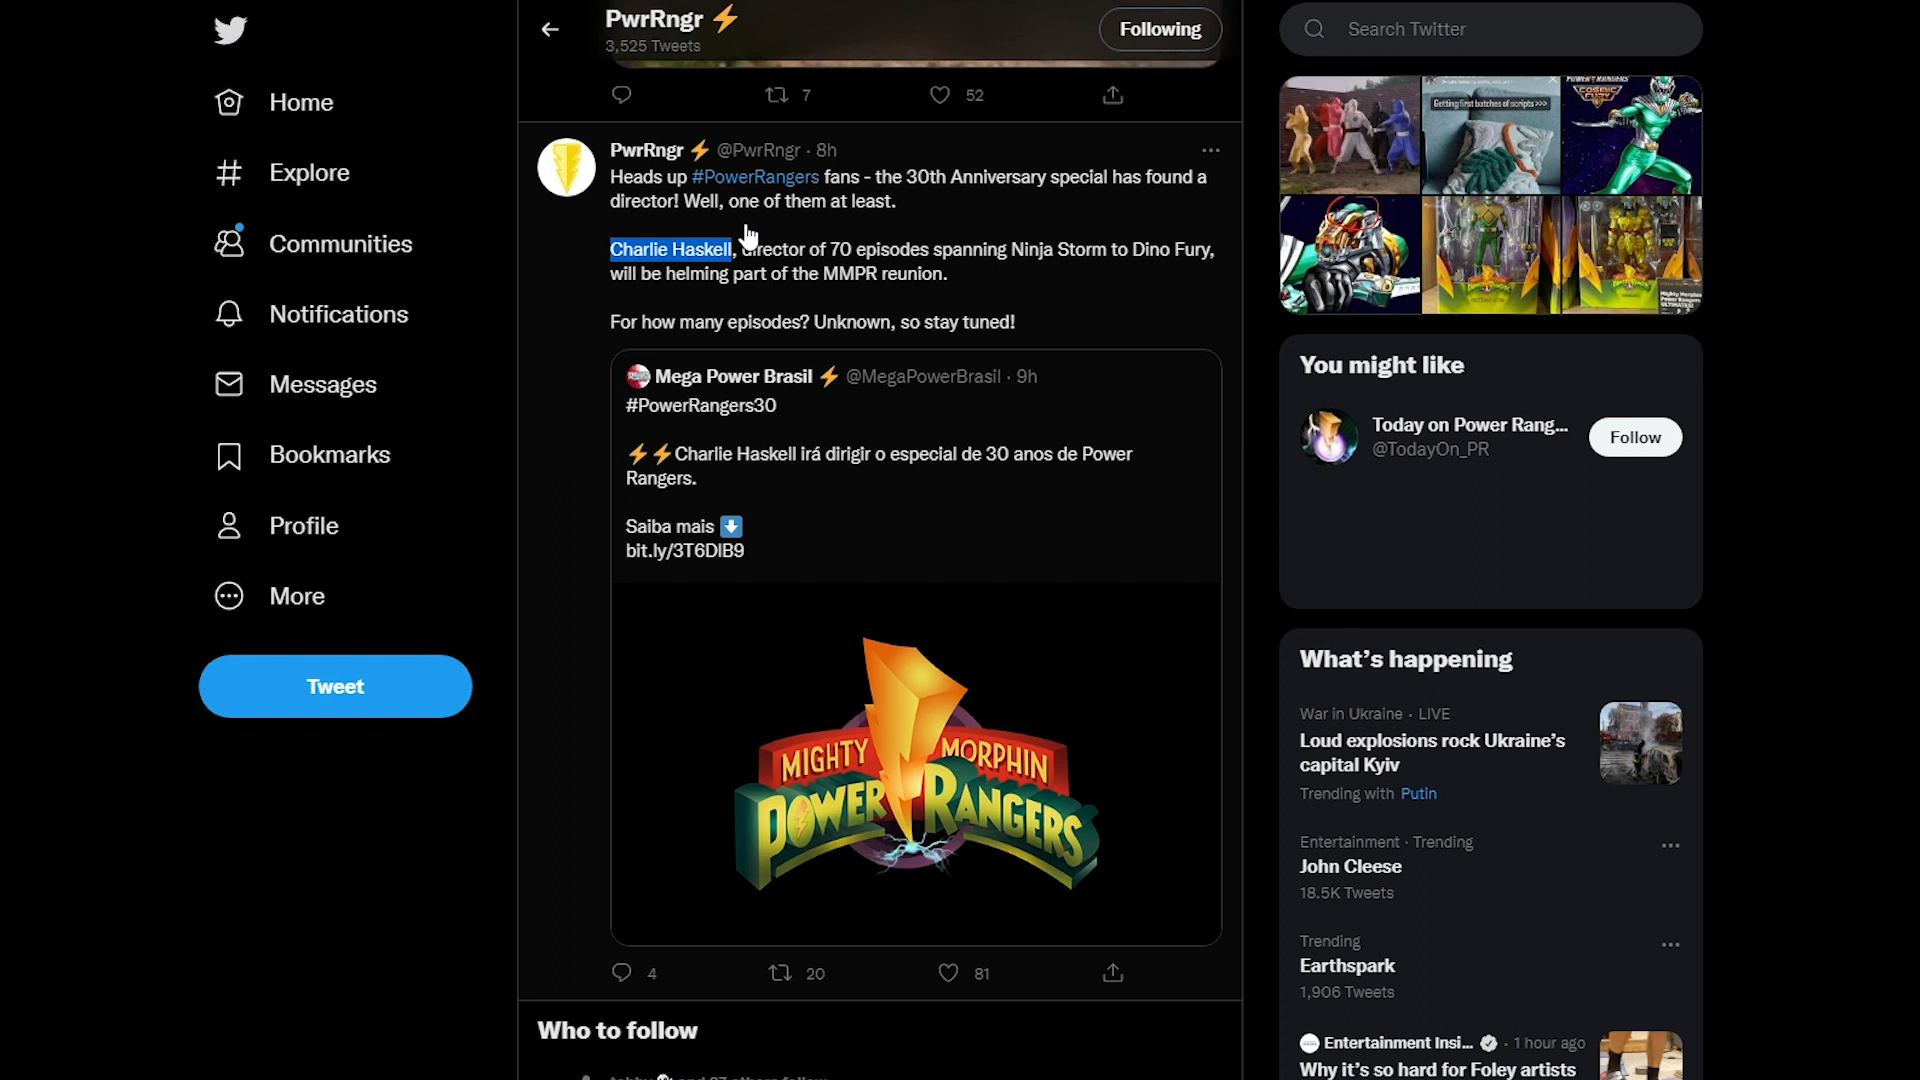 Home
Explore
Communities
Notifications
Messages
Bookmarks
Profile
More
Tweet
PwrRngr ⚡
3,525 Tweets
Following
7
52
PwrRngr ⚡ @PwrRngr · 8h
Heads up #PowerRangers fans - the 30th Anniversary special has found a
director! Well, one of them at least.
Charlie Haskell, director of 70 episodes spanning Ninja Storm to Dino Fury,
will be helming part of the MMPR reunion.
For how many episodes? Unknown, so stay tuned!
Mega Power Brasil ⚡ @MegaPowerBrasil · 9h
#PowerRangers30
⚡⚡Charlie Haskell irá dirigir o especial de 30 anos de Power
Rangers.
Saiba mais ⬇
bit.ly/3T6DlB9
MIGHTY MORPHIN
POWER RANGERS
4
20
81
Who to follow
Search Twitter
Getting first batches of scripts >>>
POWER RANGERS
COSMIC
FURY
You might like
Today on Power Rang...
@TodayOn_PR
Follow
What's happening
War in Ukraine · LIVE
Loud explosions rock Ukraine's
capital Kyiv
Trending with Putin
Entertainment · Trending
John Cleese
18.5K Tweets
Trending
Earthspark
1,906 Tweets
Entertainment Insi... · 1 hour ago
Why it's so hard for Foley artists